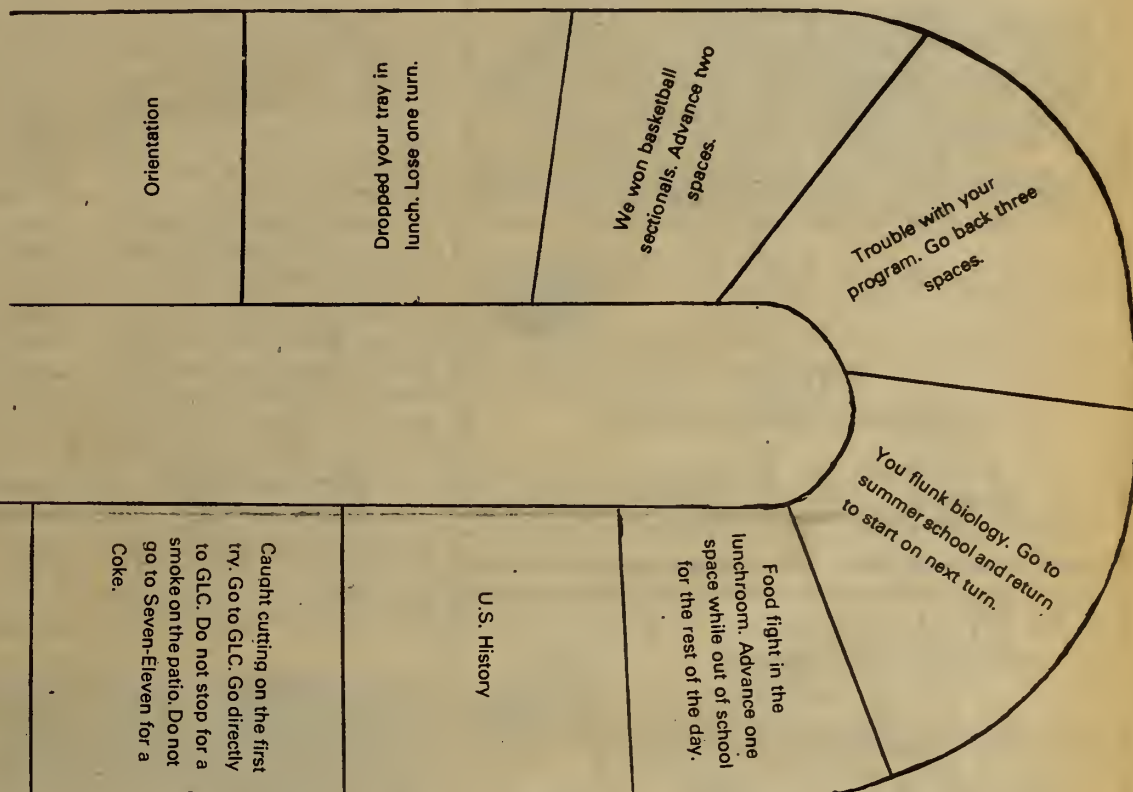 Orientation
Dropped your tray in
lunch. Lose one turn.
We won basketball
sectionals. Advance two
spaces.
Trouble with your
program. Go back three
spaces.
You flunk biology. Go to
summer school and return
to start on next turn.
Food fight in the
lunchroom. Advance one
space while out of school
for the rest of the day.
U.S. History
Caught cutting on the first
try. Go to GLC. Go directly
to GLC. Do not stop for a
smoke on the patio. Do not
go to Seven-Eleven for a
Coke.